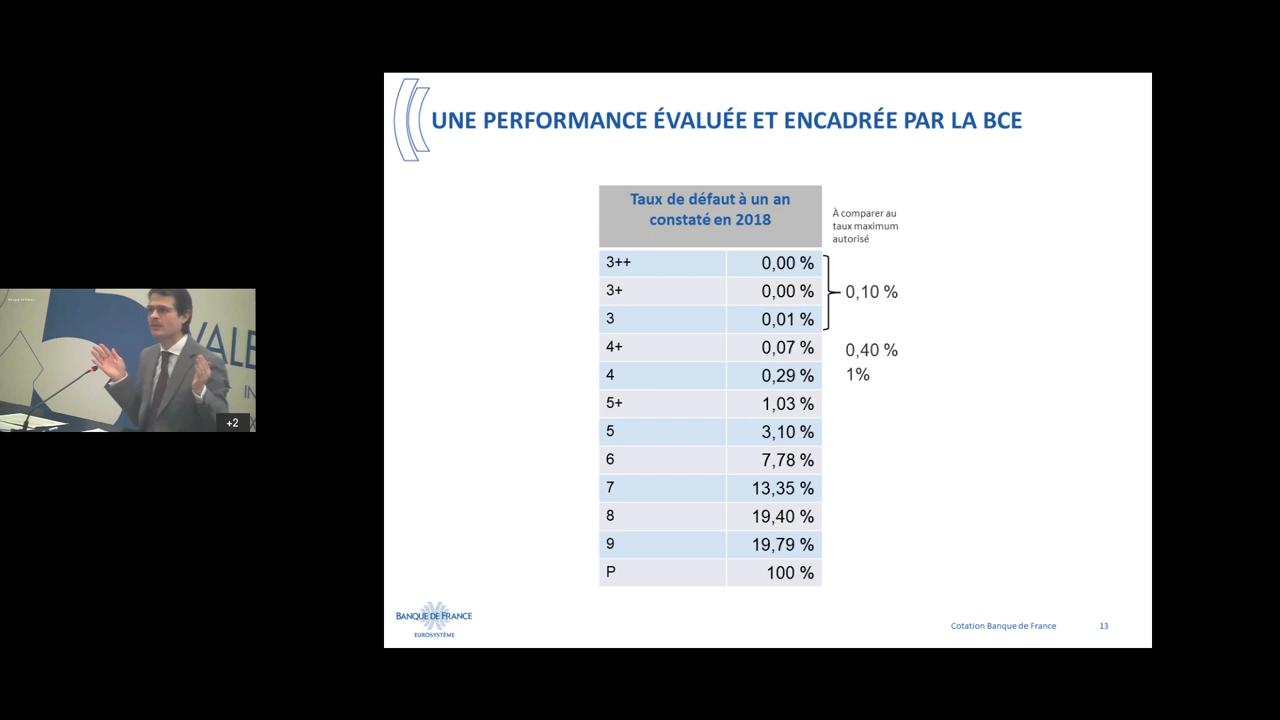 UNE PERFORMANCE ÉVALUÉE ET ENCADRÉE PAR LA BCE
Taux de défaut à un an
constaté en 2018
À comparer au
taux maximum
autorisé
3++ 0,00 %
3+ 0,00 %
0,10 %
3 0,01 %
4+ 0,07 % 0,40 %
4 0,29 % 1%
5+ 1,03 %
5 3,10 %
6 7,78 %
7 13,35 %
8 19,40 %
9 19,79 %
P 100 %
BANQUE DE FRANCE
EUROSYSTÈME
Cotation Banque de France 13
VALE
IN
+2